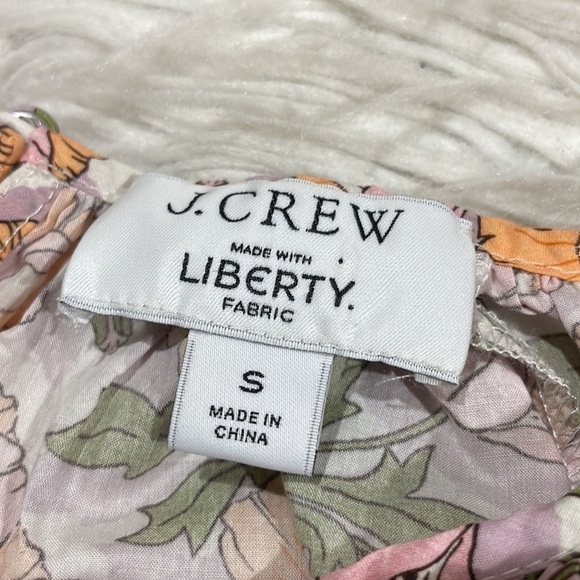 J.CREW
MADE WITH
LIBERTY.
FABRIC
S
MADE IN
CHINA